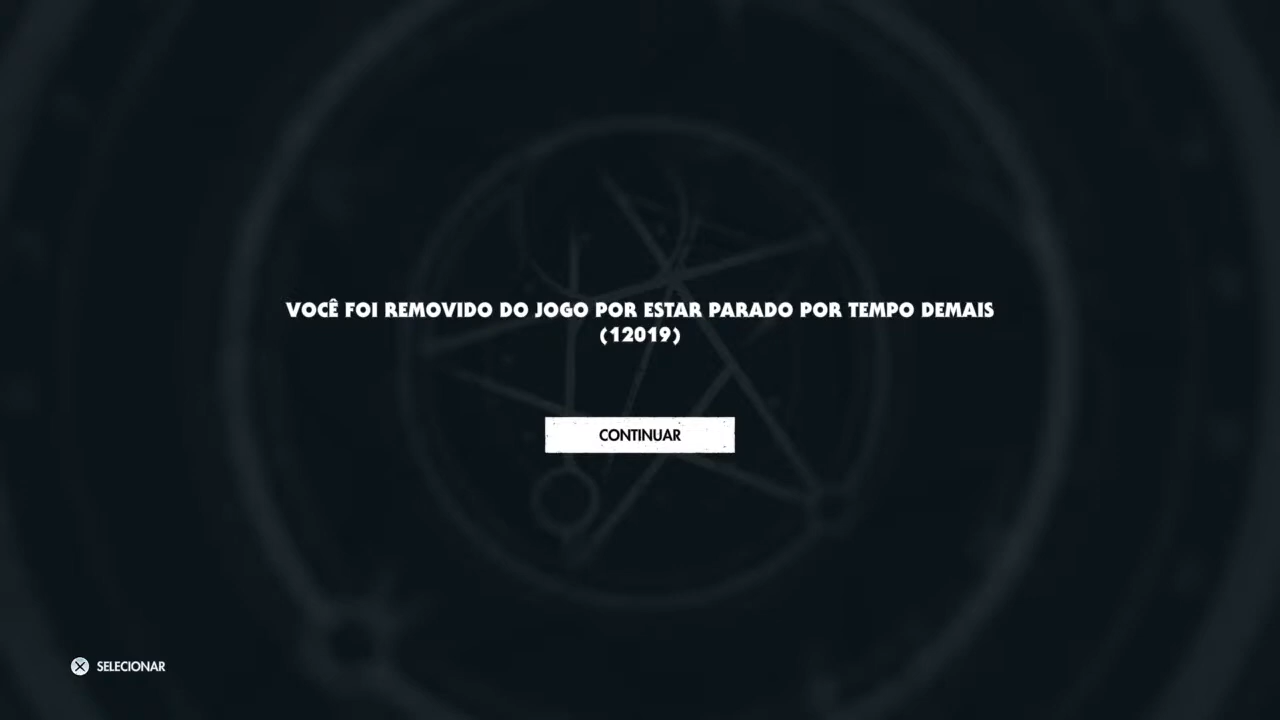 VOCÊ FOI REMOVIDO DO JOGO POR ESTAR PARADO POR TEMPO DEMAIS
(12019)
CONTINUAR
SELECIONAR